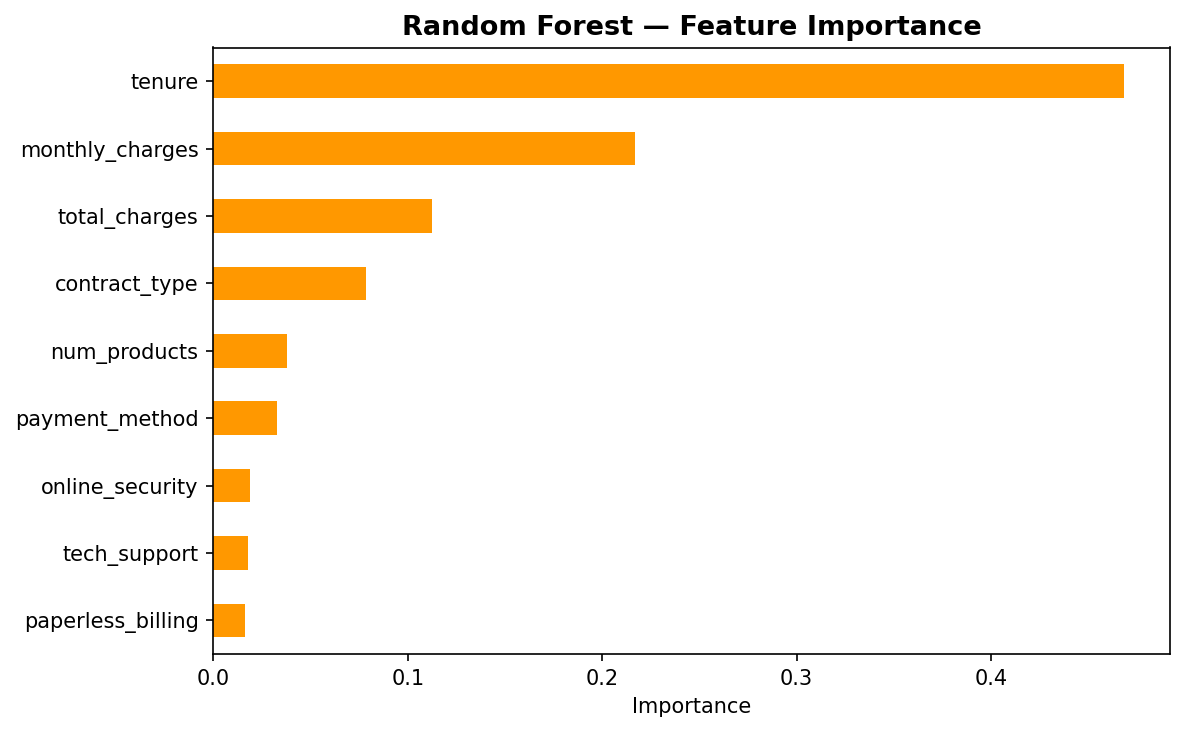 Random Forest — Feature Importance
tenure
monthly_charges
total_charges
contract_type
num_products
payment_method
online_security
tech_support
paperless_billing
0.0 0.1 0.2 0.3 0.4
Importance